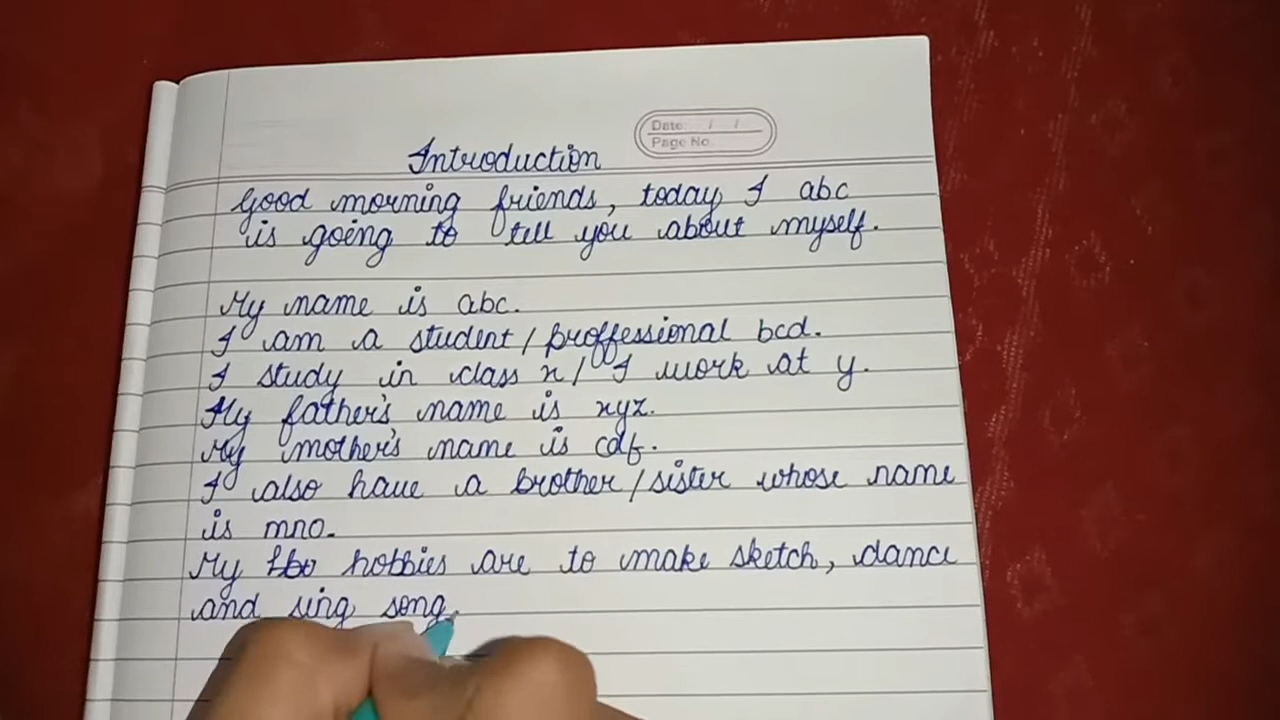 Date: / /
Page No.
Introduction
Good morning friends, today I abc
is going to tell you about myself.
My name is abc.
I am a student/proffessional bcd.
I study in class x/ I work at y.
My father's name is xyz.
My mother's name is cdf.
I also have a brother/sister whose name
is mno.
My hobbies are to make sketch, dance
and sing song.